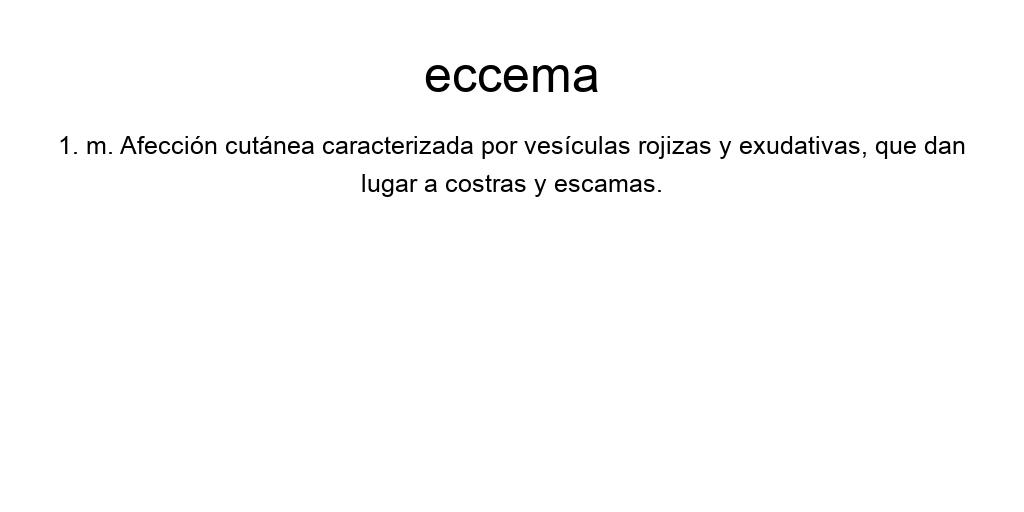 eccema
1. m. Afección cutánea caracterizada por vesículas rojizas y exudativas, que dan
lugar a costras y escamas.